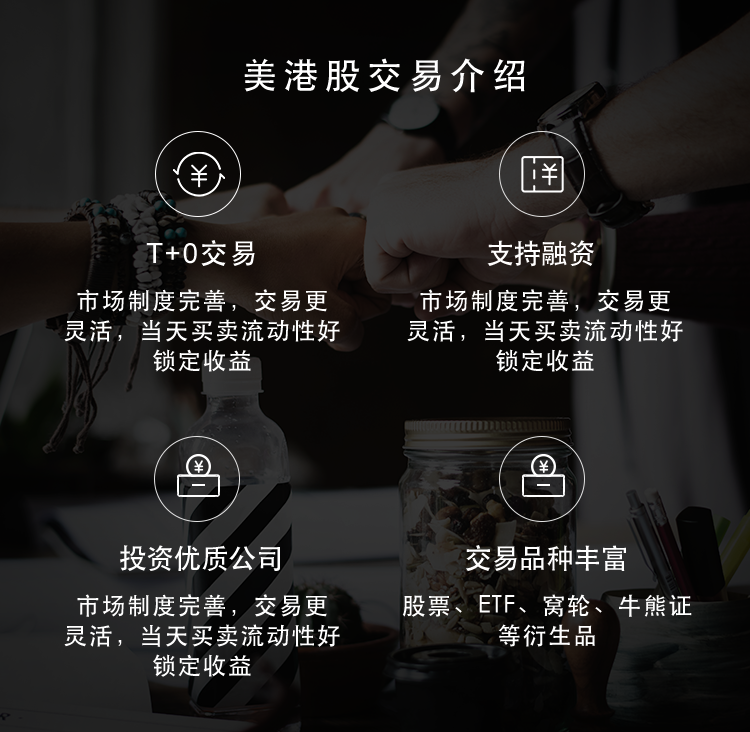 美港股交易介绍
T+0交易
市场制度完善，交易更
灵活，当天买卖流动性好
锁定收益
支持融资
市场制度完善，交易更
灵活，当天买卖流动性好
锁定收益
投资优质公司
市场制度完善，交易更
灵活，当天买卖流动性好
锁定收益
交易品种丰富
股票、ETF、窝轮、牛熊证
等衍生品